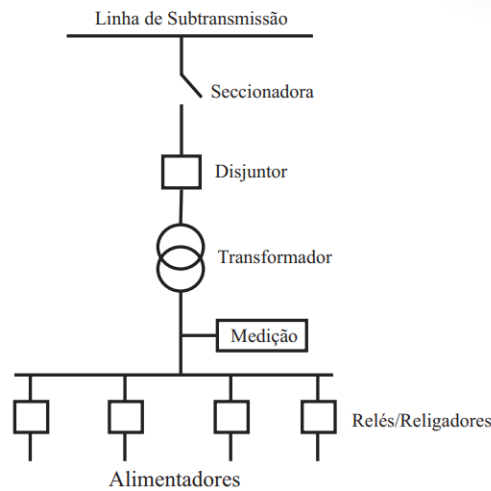 Linha de Subtransmissão
Seccionadora
Disjuntor
Transformador
Medição
Relés/Religadores
Alimentadores